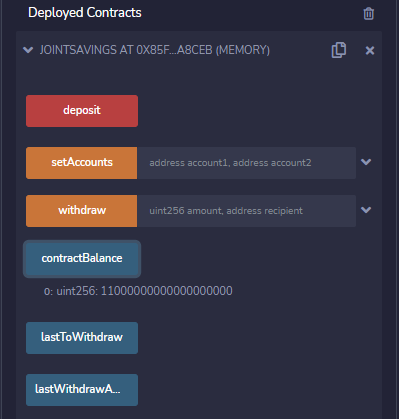 Deployed Contracts
JOINTSAVINGS AT 0X85F...A8CEB (MEMORY)
deposit
setAccounts address account1, address account2
withdraw uint256 amount, address recipient
contractBalance
0: uint256: 11000000000000000000
lastToWithdraw
lastWithdrawA...